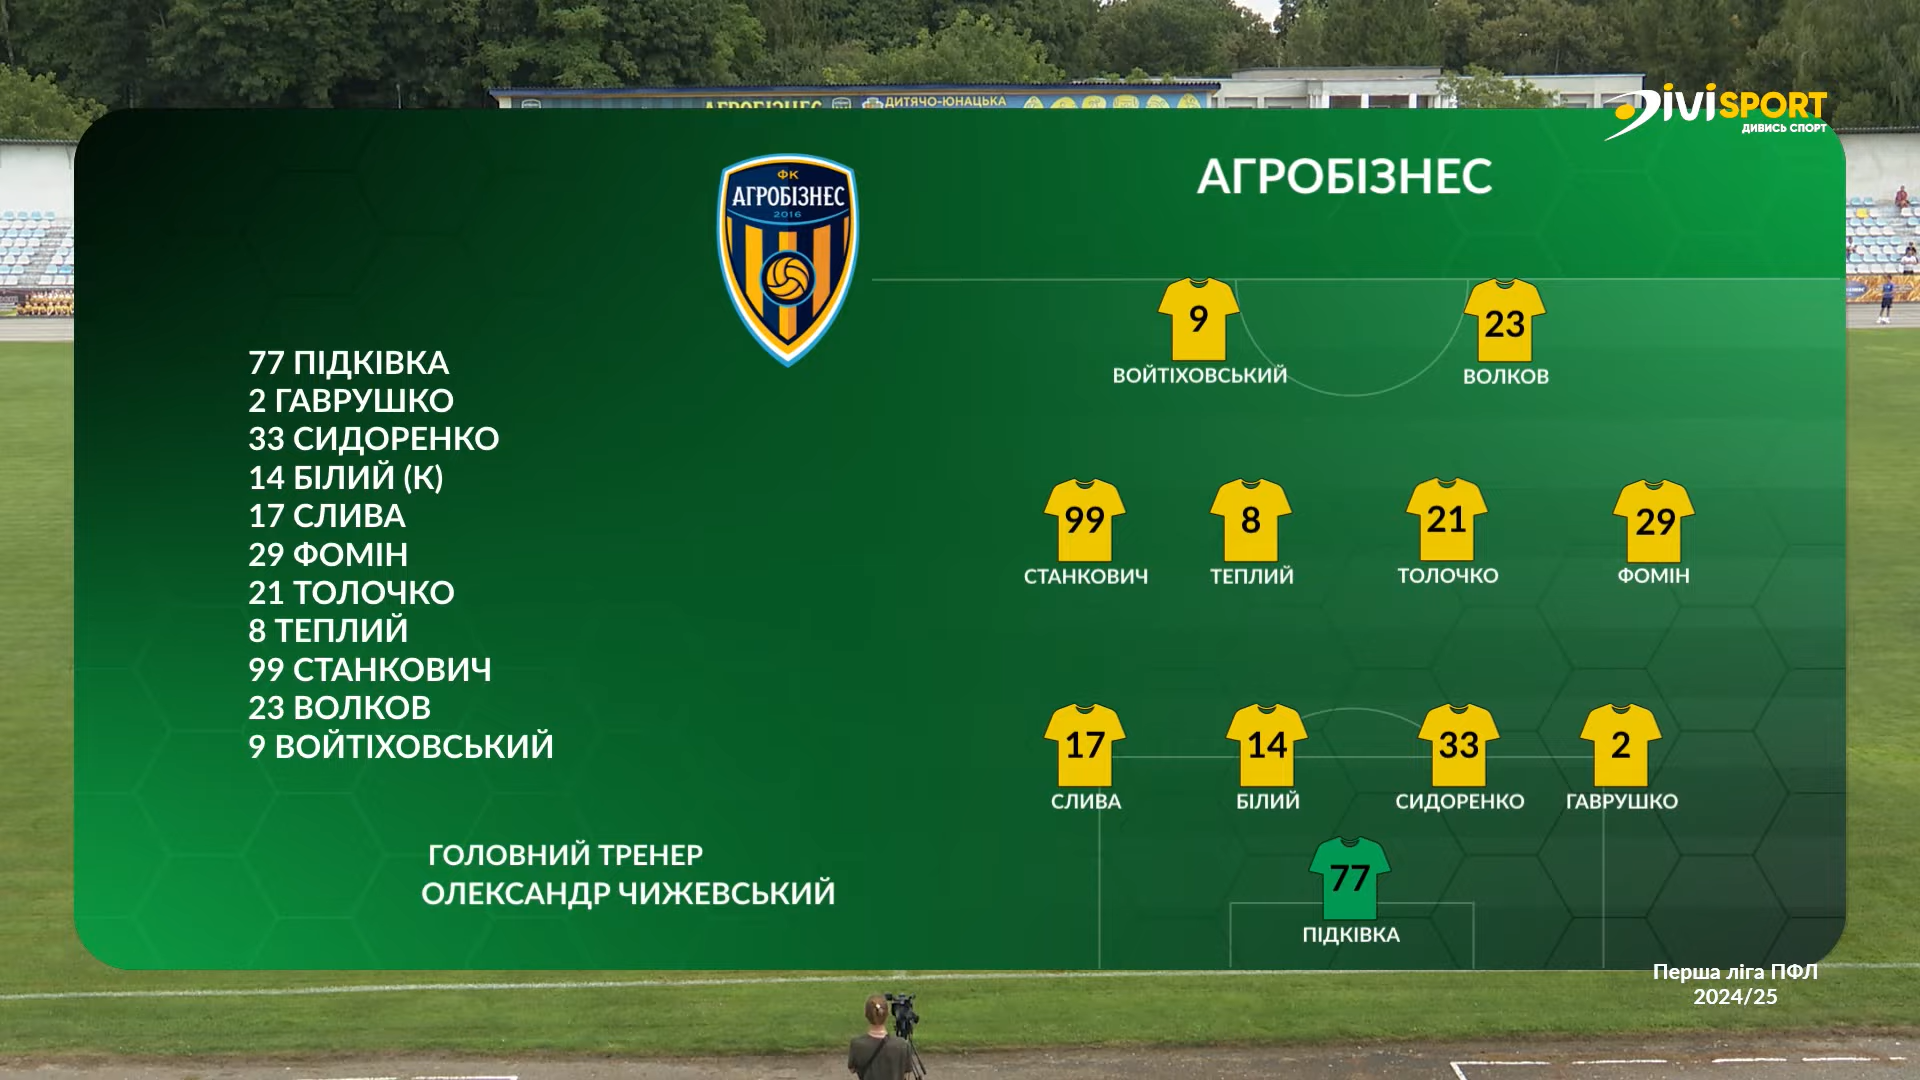 АГРОБІЗНЕС
ДИТЯЧО-ЮНАЦЬКА
DIVISPORT
ДИВИСЬ СПОРТ
ФК
АГРОБІЗНЕС
2016
АГРОБІЗНЕС
77 ПІДКІВКА
2 ГАВРУШКО
33 СИДОРЕНКО
14 БІЛИЙ (К)
17 СЛИВА
29 ФОМІН
21 ТОЛОЧКО
8 ТЕПЛИЙ
99 СТАНКОВИЧ
23 ВОЛКОВ
9 ВОЙТІХОВСЬКИЙ
ГОЛОВНИЙ ТРЕНЕР
ОЛЕКСАНДР ЧИЖЕВСЬКИЙ
9 23
ВОЙТІХОВСЬКИЙ ВОЛКОВ
99 8 21 29
СТАНКОВИЧ ТЕПЛИЙ ТОЛОЧКО ФОМІН
17 14 33 2
СЛИВА БІЛИЙ СИДОРЕНКО ГАВРУШКО
77
ПІДКІВКА
Перша ліга ПФЛ
2024/25